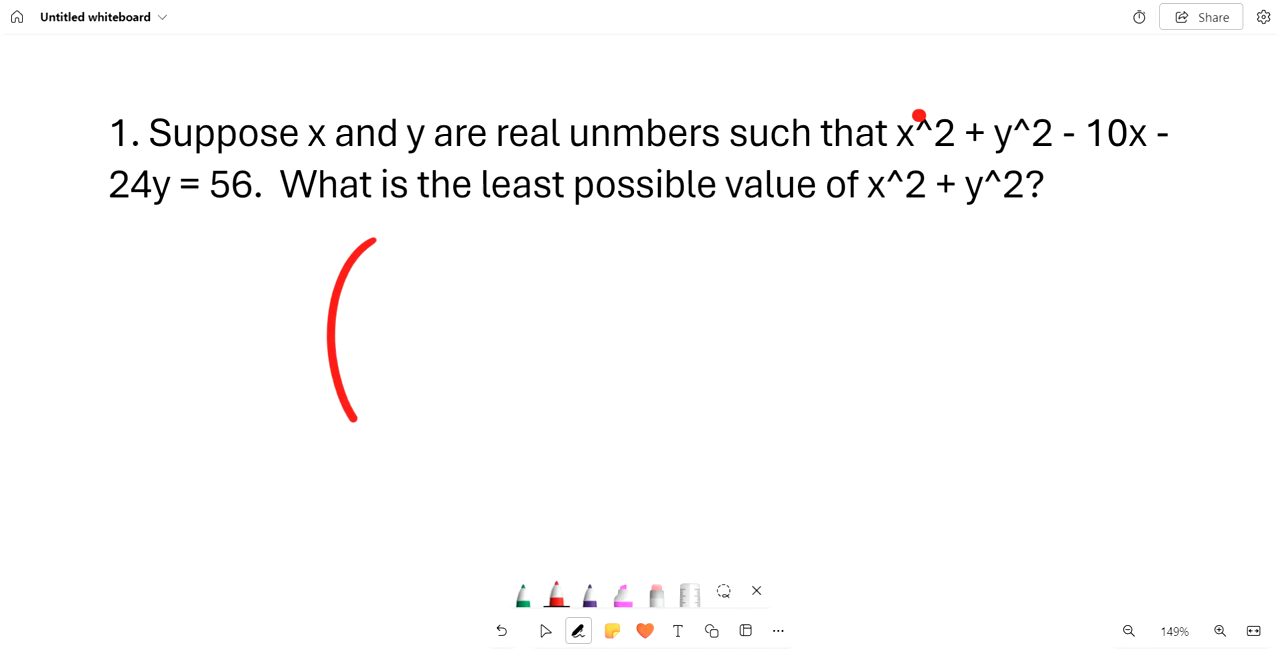 Untitled whiteboard
Share
1. Suppose x and y are real unmbers such that x^2 + y^2 - 10x -
24y = 56.  What is the least possible value of x^2 + y^2?
(
T
149%